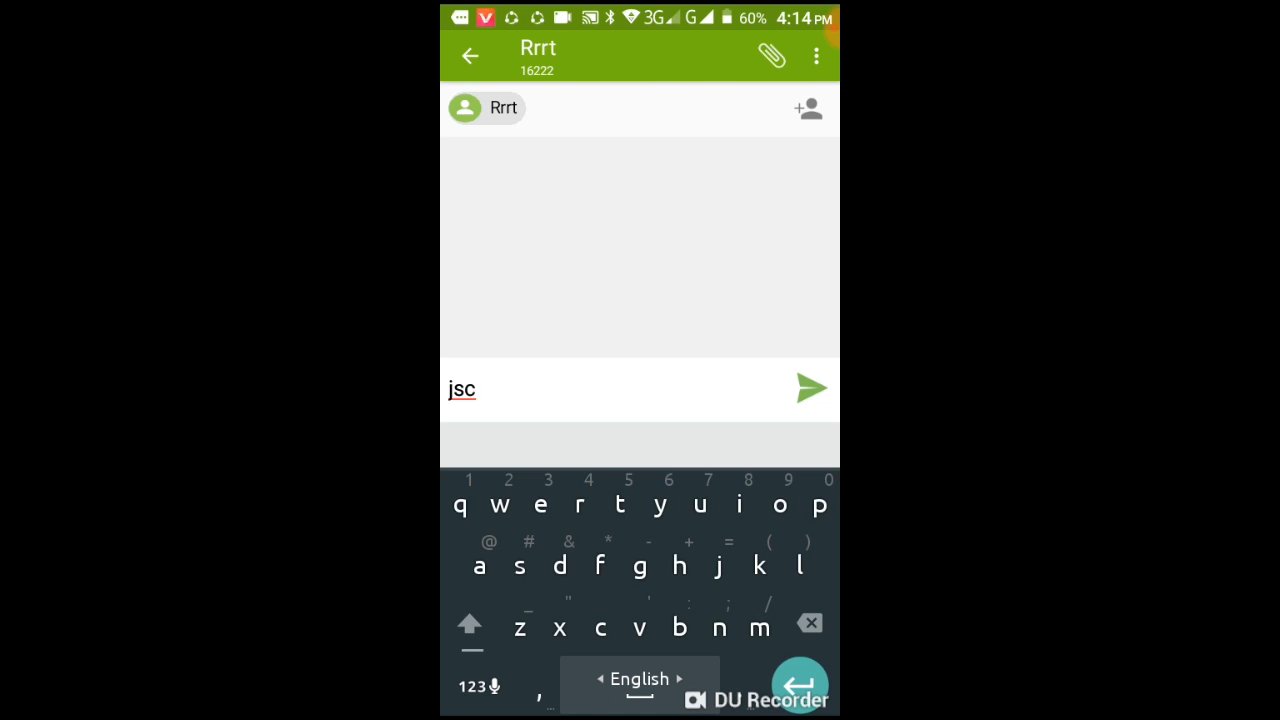 3G G 60% 4:14 PM
Rrrt
16222
Rrrt
jsc
1 2 3 4 5 6 7 8 9 0
q w e r t y u i o p
@ # & * - + = ( )
a s d f g h j k l
_ " ' : ; /
z x c v b n m
123 , English
DU Recorder